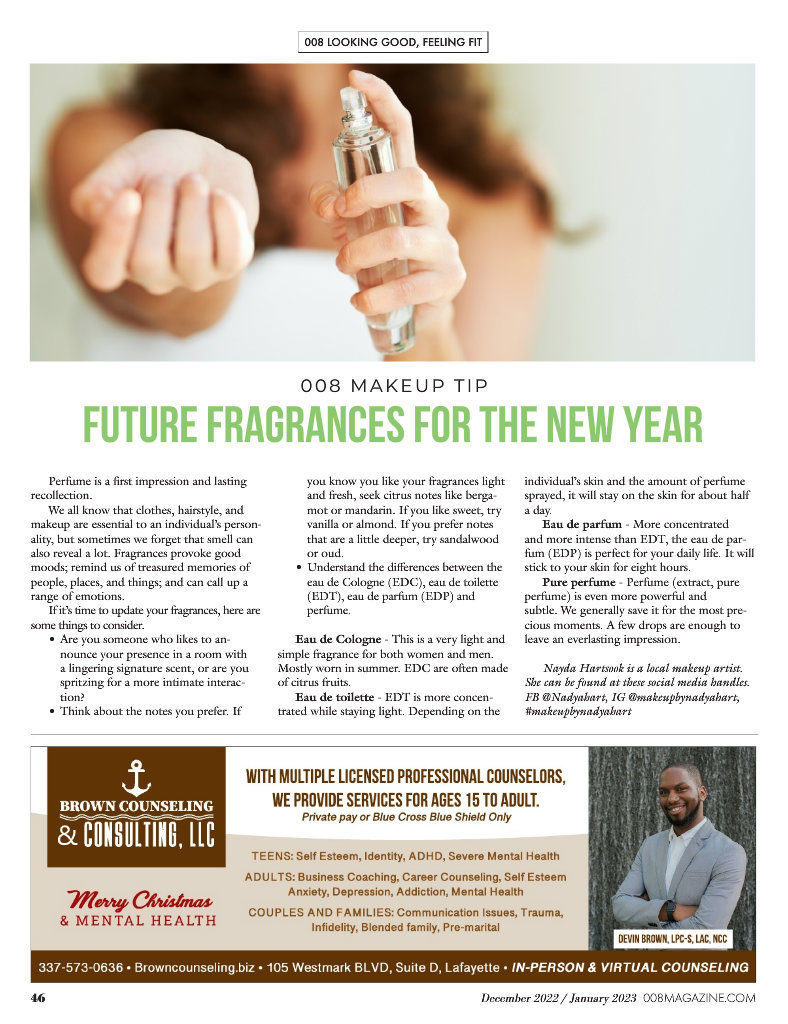 008 LOOKING GOOD, FEELING FIT
008 MAKEUP TIP
FUTURE FRAGRANCES FOR THE NEW YEAR
Perfume is a first impression and lasting
recollection.
We all know that clothes, hairstyle, and
makeup are essential to an individual's person-
ality, but sometimes we forget that smell can
also reveal a lot. Fragrances provoke good
moods; remind us of treasured memories of
people, places, and things; and can call up a
range of emotions.
If it's time to update your fragrances, here are
some things to consider.
• Are you someone who likes to an-
nounce your presence in a room with
a lingering signature scent, or are you
spritzing for a more intimate interac-
tion?
• Think about the notes you prefer. If
you know you like your fragrances light
and fresh, seek citrus notes like berga-
mot or mandarin. If you like sweet, try
vanilla or almond. If you prefer notes
that are a little deeper, try sandalwood
or oud.
• Understand the differences between the
eau de Cologne (EDC), eau de toilette
(EDT), eau de parfum (EDP) and
perfume.
Eau de Cologne - This is a very light and
simple fragrance for both women and men.
Mostly worn in summer. EDC are often made
of citrus fruits.
Eau de toilette - EDT is more concen-
trated while staying light. Depending on the
individual's skin and the amount of perfume
sprayed, it will stay on the skin for about half
a day.
Eau de parfum - More concentrated
and more intense than EDT, the eau de par-
fum (EDP) is perfect for your daily life. It will
stick to your skin for eight hours.
Pure perfume - Perfume (extract, pure
perfume) is even more powerful and
subtle. We generally save it for the most pre-
cious moments. A few drops are enough to
leave an everlasting impression.
Nayda Hartsook is a local makeup artist.
She can be found at these social media handles.
FB @Nadyahart, IG @makeupbynadyahart,
#makeupbynadyahart
BROWN COUNSELING
& CONSULTING, LLC
Merry Christmas
& MENTAL HEALTH
WITH MULTIPLE LICENSED PROFESSIONAL COUNSELORS,
WE PROVIDE SERVICES FOR AGES 15 TO ADULT.
Private pay or Blue Cross Blue Shield Only
TEENS: Self Esteem, Identity, ADHD, Severe Mental Health
ADULTS: Business Coaching, Career Counseling, Self Esteem
Anxiety, Depression, Addiction, Mental Health
COUPLES AND FAMILIES: Communication Issues, Trauma,
Infidelity, Blended family, Pre-marital
DEVIN BROWN, LPC-S, LAC, NCC
337-573-0636 • Browncounseling.biz • 105 Westmark BLVD, Suite D, Lafayette • IN-PERSON & VIRTUAL COUNSELING
46
December 2022 / January 2023 008MAGAZINE.COM